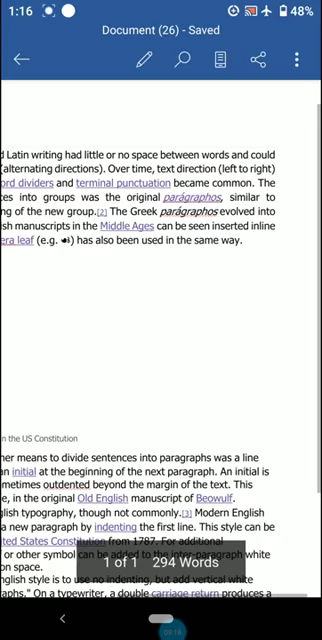 1:16
48%
Document (26) - Saved
d Latin writing had little or no space between words and could
(alternating directions). Over time, text direction (left to right)
ord dividers and terminal punctuation became common. The
ces into groups was the original parágraphos, similar to
ng of the new group.[2] The Greek parágraphos evolved into
ish manuscripts in the Middle Ages can be seen inserted inline
era leaf (e.g. ☙) has also been used in the same way.
n the US Constitution
her means to divide sentences into paragraphs was a line
an initial at the beginning of the next paragraph. An initial is
ometimes outdented beyond the margin of the text. This
e, in the original Old English manuscript of Beowulf.
glish typography, though not commonly.[3] Modern English
a new paragraph by indenting the first line. This style can be
ited States Constitution from 1787. For additional
f or other symbol can be added to the inter-paragraph white
on space.
nglish style is to use no indenting, but add vertical white
aphs." On a typewriter, a double carriage return produces a
1 of 1 294 Words